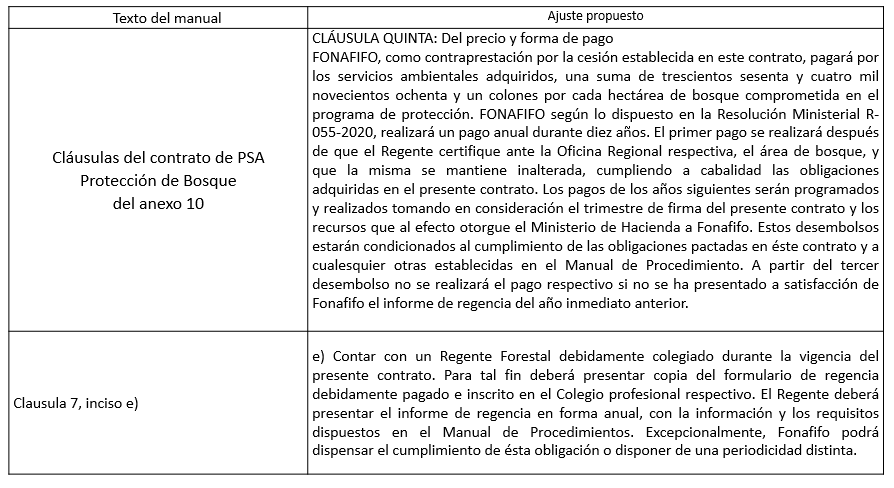 Texto del manual
Ajuste propuesto
Cláusulas del contrato de PSA
Protección de Bosque
del anexo 10
CLÁUSULA QUINTA: Del precio y forma de pago
FONAFIFO, como contraprestación por la cesión establecida en este contrato, pagará por
los servicios ambientales adquiridos, una suma de trescientos sesenta y cuatro mil
novecientos ochenta y un colones por cada hectárea de bosque comprometida en el
programa de protección. FONAFIFO según lo dispuesto en la Resolución Ministerial R-
055-2020, realizará un pago anual durante diez años. El primer pago se realizará después
de que el Regente certifique ante la Oficina Regional respectiva, el área de bosque, y
que la misma se mantiene inalterada, cumpliendo a cabalidad las obligaciones
adquiridas en el presente contrato. Los pagos de los años siguientes serán programados
y realizados tomando en consideración el trimestre de firma del presente contrato y los
recursos que al efecto otorgue el Ministerio de Hacienda a Fonafifo. Estos desembolsos
estarán condicionados al cumplimiento de las obligaciones pactadas en éste contrato y a
cualesquier otras establecidas en el Manual de Procedimiento. A partir del tercer
desembolso no se realizará el pago respectivo si no se ha presentado a satisfacción de
Fonafifo el informe de regencia del año inmediato anterior.
Clausula 7, inciso e)
e) Contar con un Regente Forestal debidamente colegiado durante la vigencia del
presente contrato. Para tal fin deberá presentar copia del formulario de regencia
debidamente pagado e inscrito en el Colegio profesional respectivo. El Regente deberá
presentar el informe de regencia en forma anual, con la información y los requisitos
dispuestos en el Manual de Procedimientos. Excepcionalmente, Fonafifo podrá
dispensar el cumplimiento de ésta obligación o disponer de una periodicidad distinta.